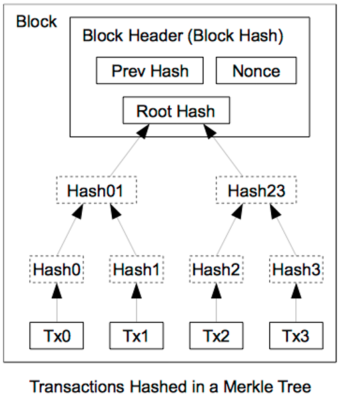 Block
Block Header (Block Hash)
Prev Hash Nonce
Root Hash
Hash01 Hash23
Hash0 Hash1 Hash2 Hash3
Tx0 Tx1 Tx2 Tx3
Transactions Hashed in a Merkle Tree